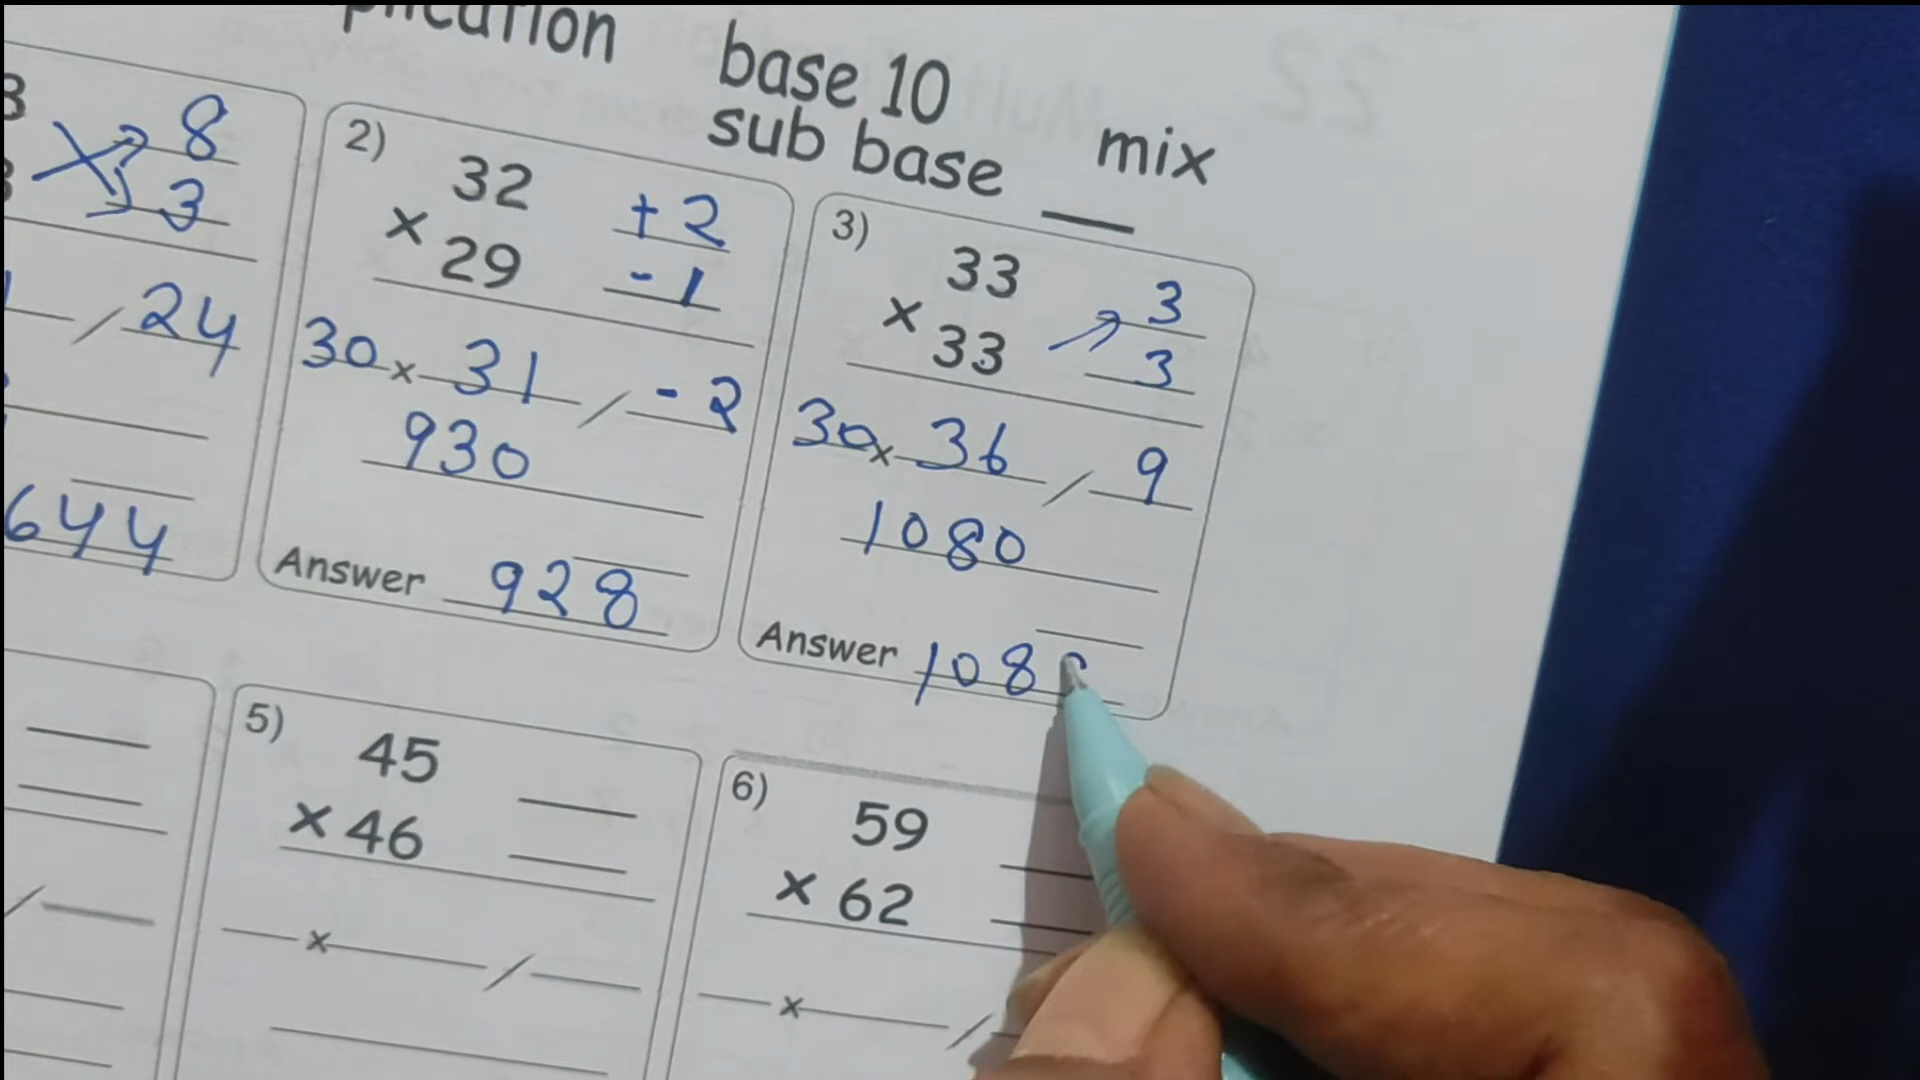 base 10
sub base
mix
8
3
24
644
2)
32 +2
× 29 -1
30 × 31 / -2
930
Answer 928
3)
33 3
× 33 3
30 × 36 / 9
1080
Answer 108
5)
45
× 46
×
/
6)
59
× 62
×
/